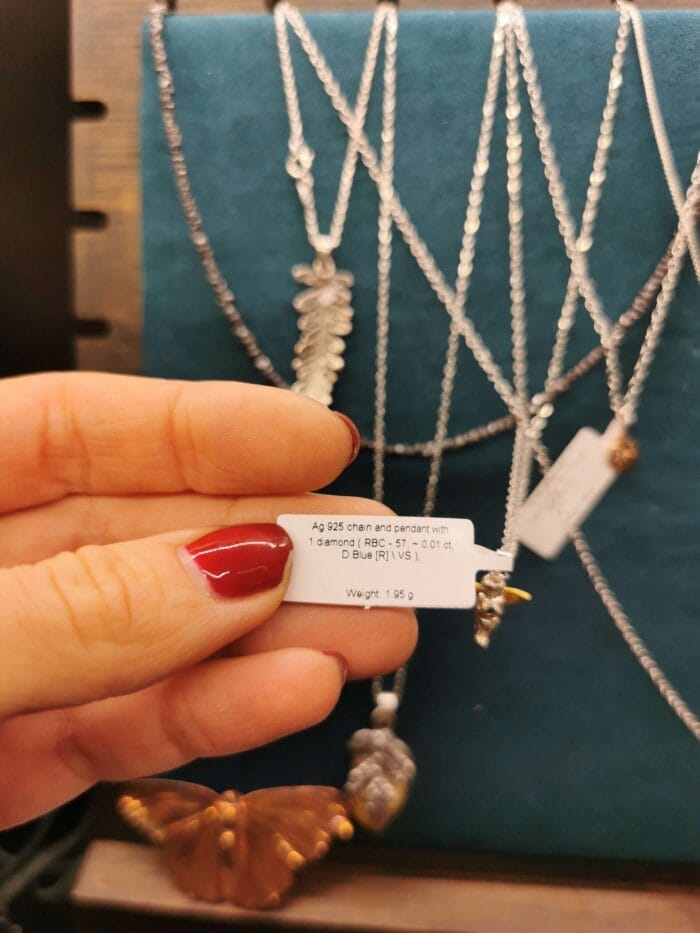 Ag 925 chain and pendant with
1 diamond ( RBC - 57, ~ 0,01 ct,
D.Blue [R] \ VS ),
Weight: 1.95 g